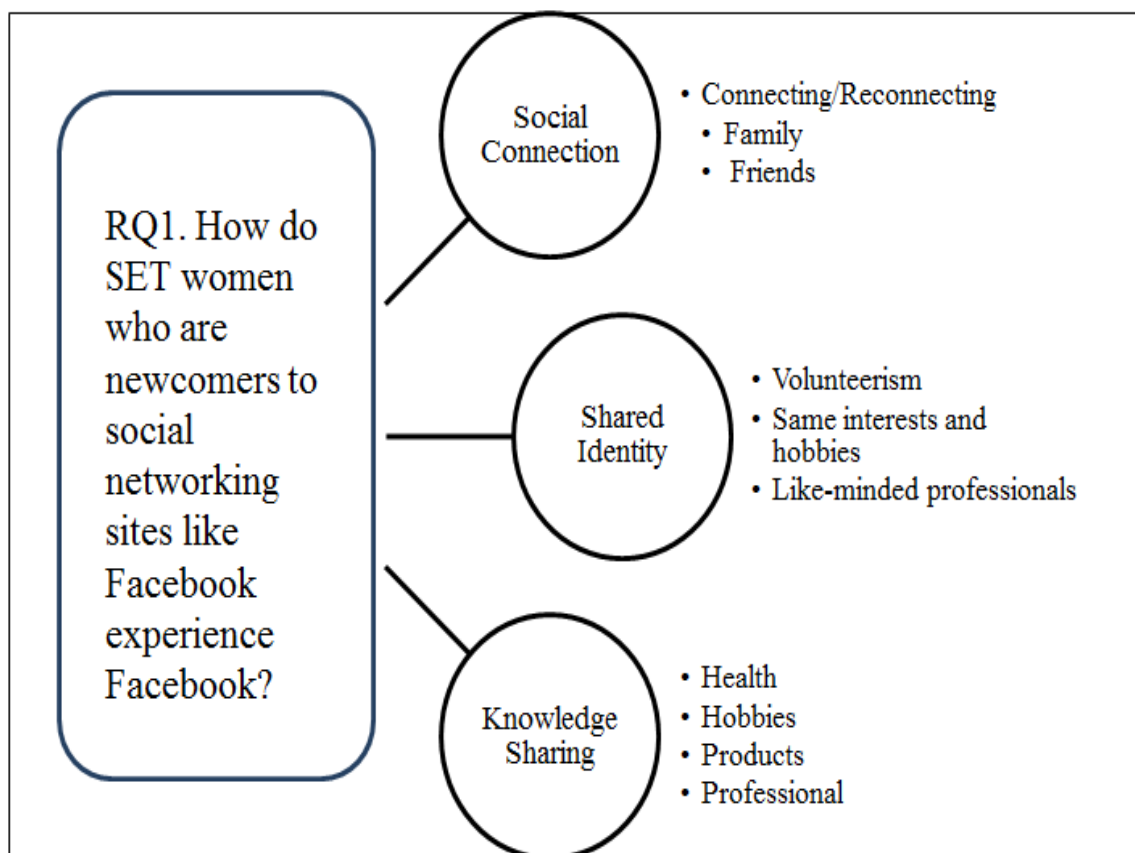 RQ1. How do
SET women
who are
newcomers to
social
networking
sites like
Facebook
experience
Facebook?
Social
Connection
• Connecting/Reconnecting
• Family
• Friends
Shared
Identity
• Volunteerism
• Same interests and
hobbies
• Like-minded professionals
Knowledge
Sharing
• Health
• Hobbies
• Products
• Professional